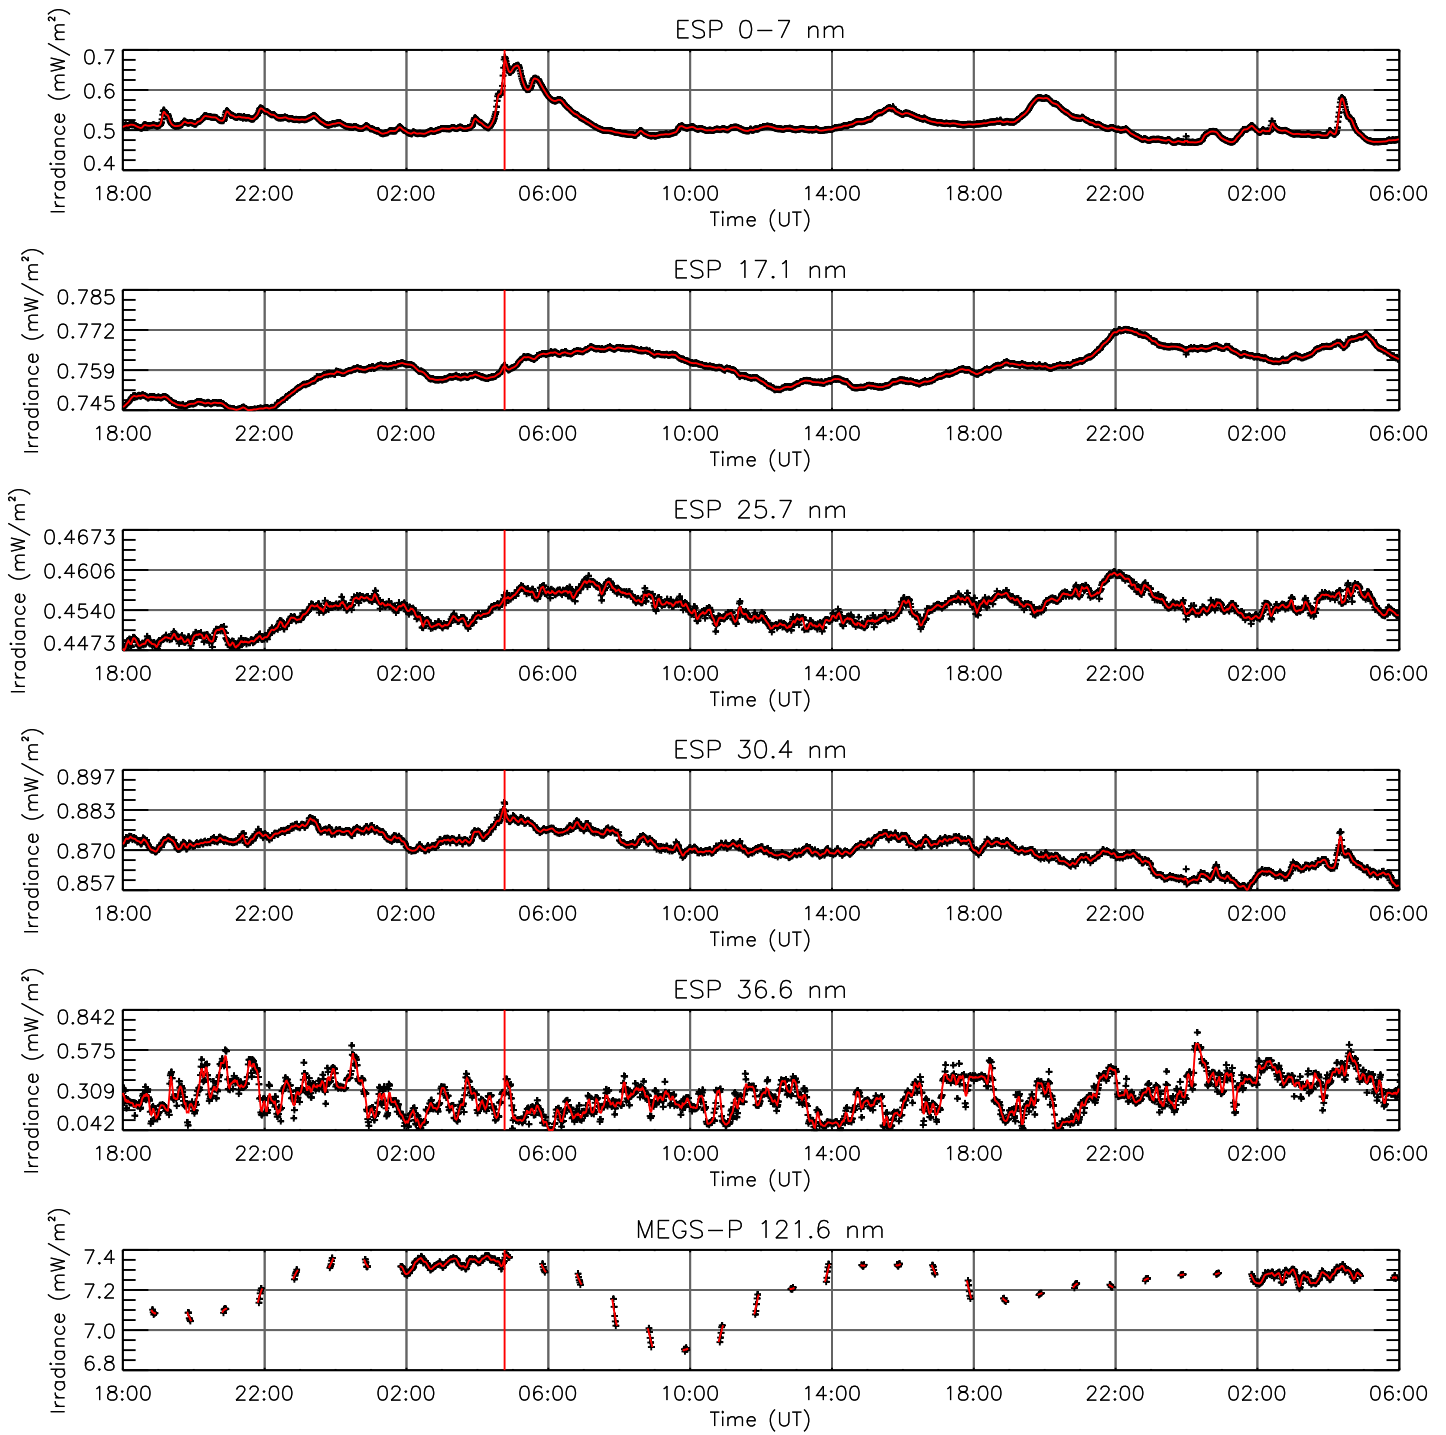 ESP 0-7 nm
Irradiance (mW/m²)
0.7
0.6
0.5
0.4
18:00 22:00 02:00 06:00 10:00 14:00 18:00 22:00 02:00 06:00
Time (UT)
ESP 17.1 nm
Irradiance (mW/m²)
0.785
0.772
0.759
0.745
18:00 22:00 02:00 06:00 10:00 14:00 18:00 22:00 02:00 06:00
Time (UT)
ESP 25.7 nm
Irradiance (mW/m²)
0.4673
0.4606
0.4540
0.4473
18:00 22:00 02:00 06:00 10:00 14:00 18:00 22:00 02:00 06:00
Time (UT)
ESP 30.4 nm
Irradiance (mW/m²)
0.897
0.883
0.870
0.857
18:00 22:00 02:00 06:00 10:00 14:00 18:00 22:00 02:00 06:00
Time (UT)
ESP 36.6 nm
Irradiance (mW/m²)
0.842
0.575
0.309
0.042
18:00 22:00 02:00 06:00 10:00 14:00 18:00 22:00 02:00 06:00
Time (UT)
MEGS-P 121.6 nm
Irradiance (mW/m²)
7.4
7.2
7.0
6.8
18:00 22:00 02:00 06:00 10:00 14:00 18:00 22:00 02:00 06:00
Time (UT)